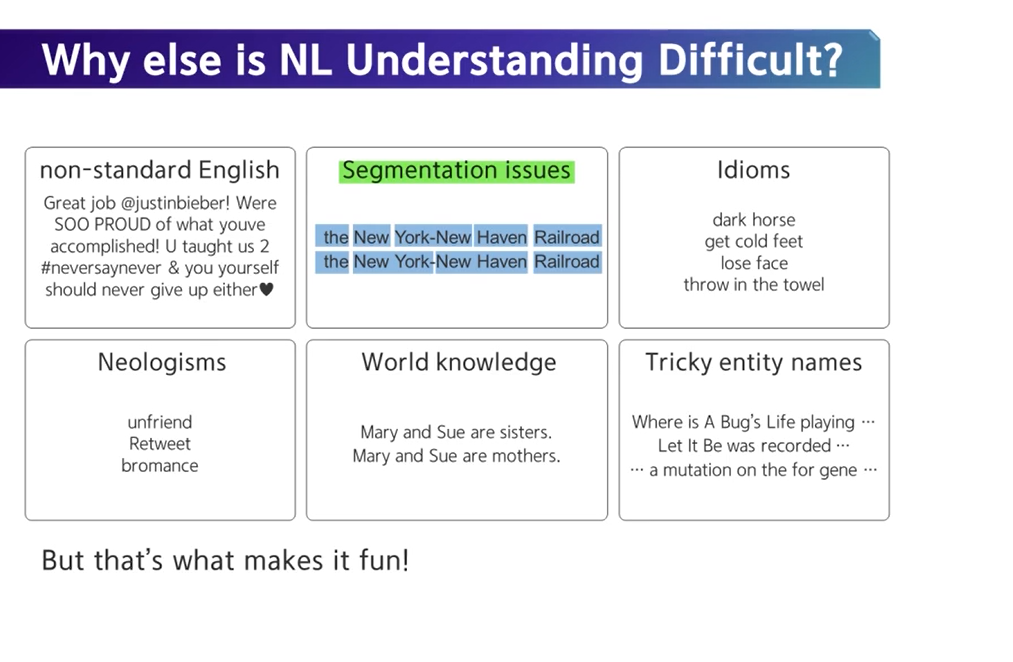 Why else is NL Understanding Difficult?
non-standard English
Great job @justinbieber! Were
SOO PROUD of what youve
accomplished! U taught us 2
#neversaynever & you yourself
should never give up either♥
Segmentation issues
the New York-New Haven Railroad
the New York-New Haven Railroad
Idioms
dark horse
get cold feet
lose face
throw in the towel
Neologisms
unfriend
Retweet
bromance
World knowledge
Mary and Sue are sisters.
Mary and Sue are mothers.
Tricky entity names
Where is A Bug's Life playing ⋯
Let It Be was recorded ⋯
⋯ a mutation on the for gene ⋯
But that's what makes it fun!